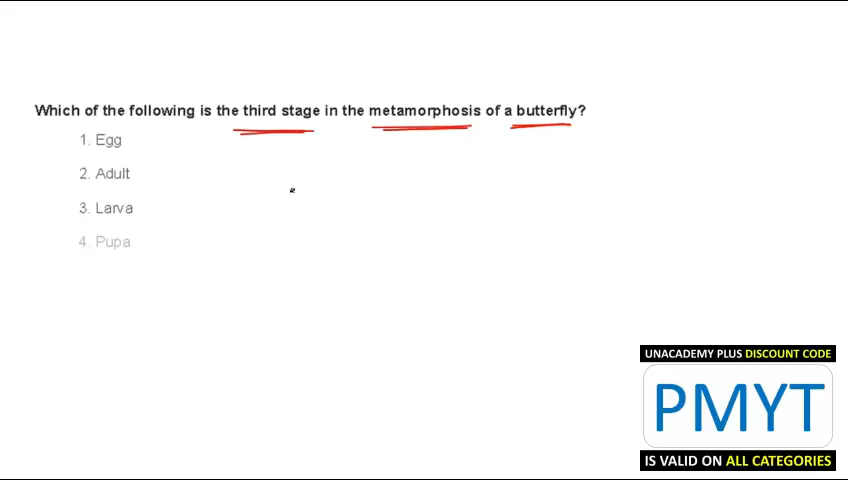 Which of the following is the third stage in the metamorphosis of a butterfly?
1. Egg
2. Adult
3. Larva
4. Pupa
UNACADEMY PLUS DISCOUNT CODE
PMYT
IS VALID ON ALL CATEGORIES